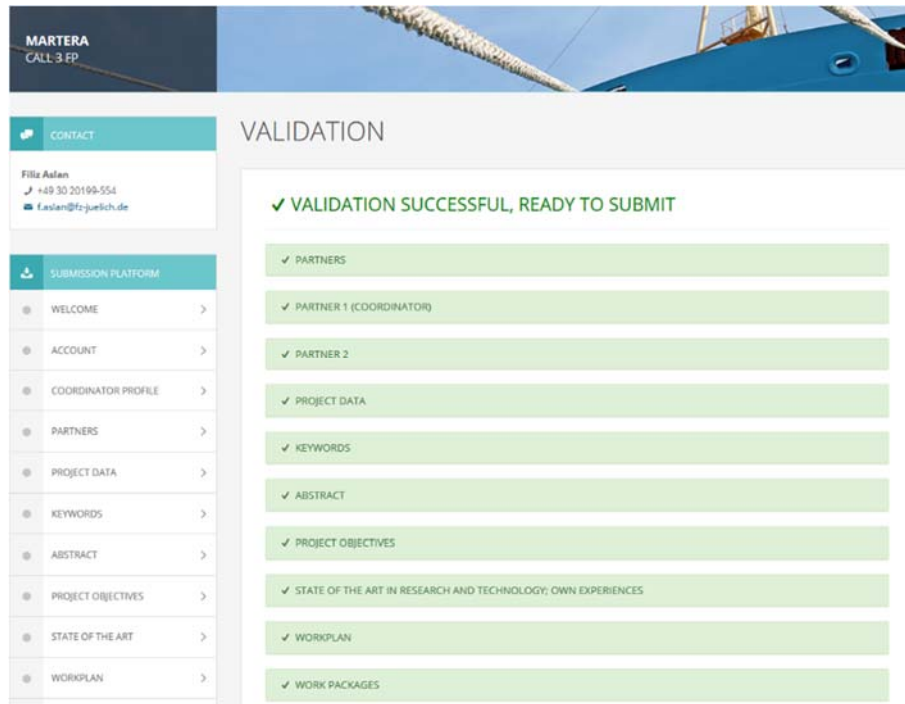 MARTERA
CALL 3 FP
CONTACT
Filiz Aslan
+49 30 20199-554
f.aslan@fz-juelich.de
SUBMISSION PLATFORM
WELCOME
ACCOUNT
COORDINATOR PROFILE
PARTNERS
PROJECT DATA
KEYWORDS
ABSTRACT
PROJECT OBJECTIVES
STATE OF THE ART
WORKPLAN
VALIDATION
VALIDATION SUCCESSFUL, READY TO SUBMIT
PARTNERS
PARTNER 1 (COORDINATOR)
PARTNER 2
PROJECT DATA
KEYWORDS
ABSTRACT
PROJECT OBJECTIVES
STATE OF THE ART IN RESEARCH AND TECHNOLOGY; OWN EXPERIENCES
WORKPLAN
WORK PACKAGES